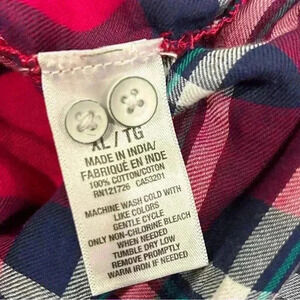 XL / TG
MADE IN INDIA/
FABRIQUÉ EN INDE
100% COTTON/COTON
RN121726 CA53201
MACHINE WASH COLD WITH
LIKE COLORS
GENTLE CYCLE
ONLY NON-CHLORINE BLEACH
WHEN NEEDED
TUMBLE DRY LOW
REMOVE PROMPTLY
WARM IRON IF NEEDED